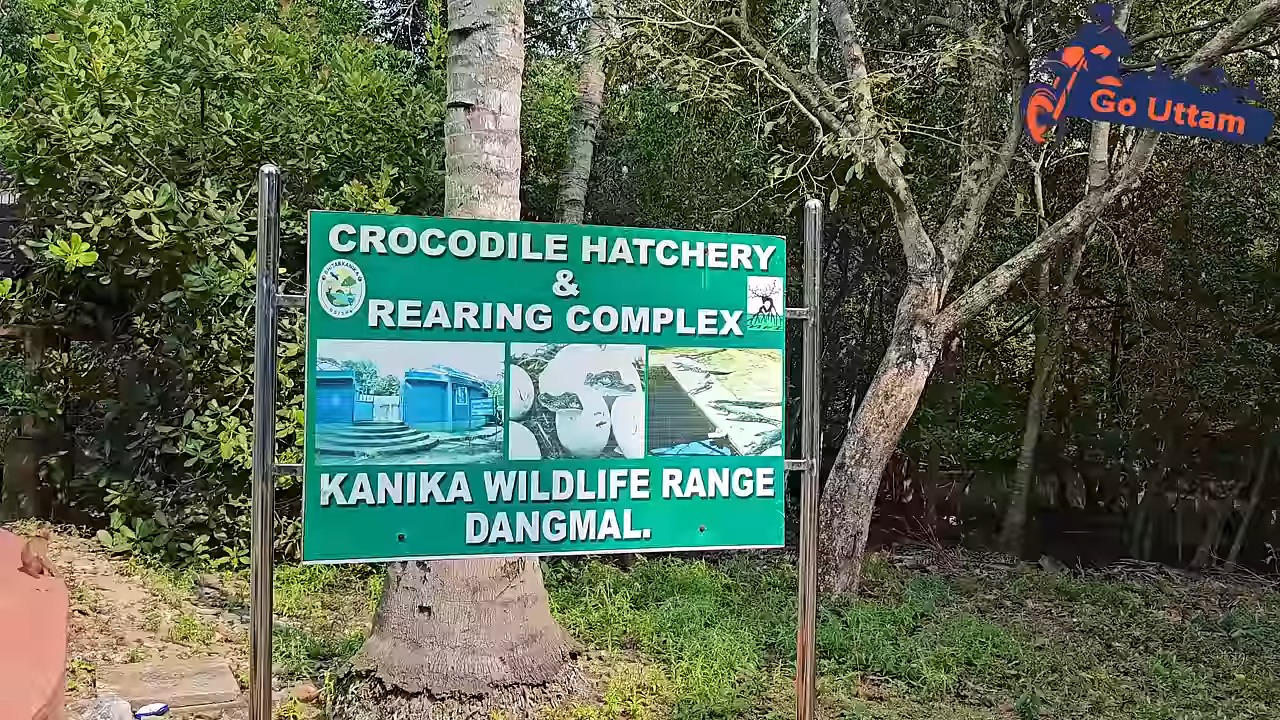 Go Uttam
CROCODILE HATCHERY
&
REARING COMPLEX
KANIKA WILDLIFE RANGE
DANGMAL.